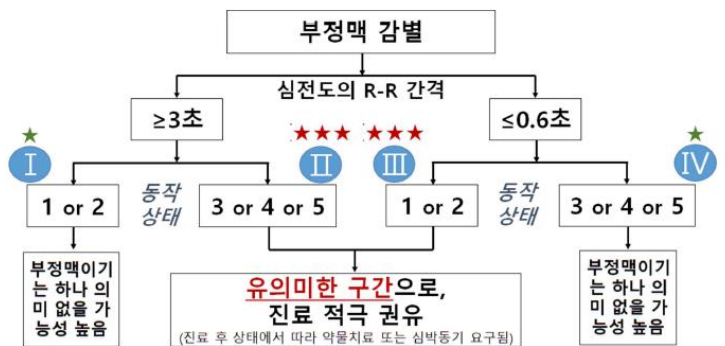 부정맥 감별
심전도의 R-R 간격
≥3초
≤0.6초
★
★★★
★★★
★
Ⅰ
Ⅱ
Ⅲ
Ⅳ
1 or 2
동작
상태
3 or 4 or 5
1 or 2
동작
상태
3 or 4 or 5
부정맥이기
는 하나 의
미 없을 가
능성 높음
유의미한 구간으로,
진료 적극 권유
(진료 후 상태에서 따라 약물치료 또는 심박동기 요구됨)
부정맥이기
는 하나 의
미 없을 가
능성 높음